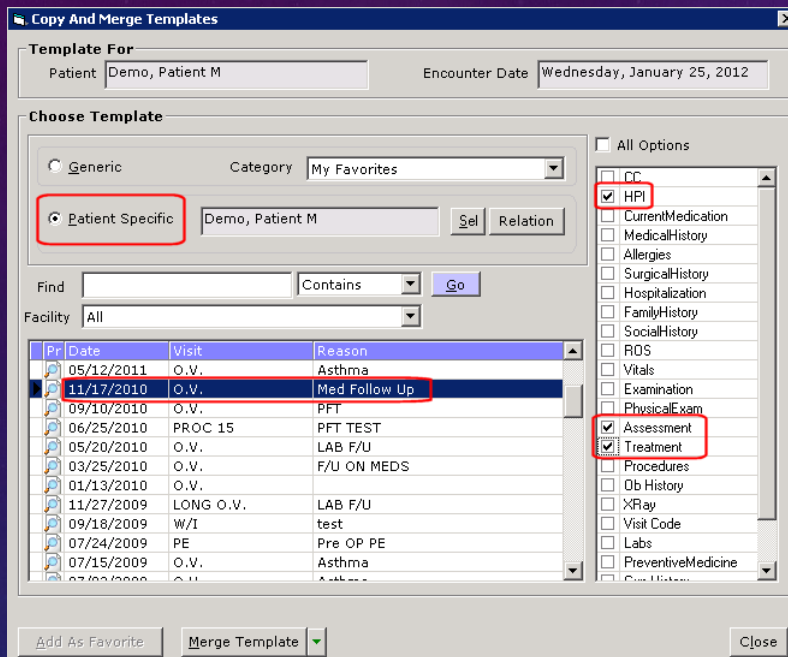 Copy And Merge Templates
Template For
Patient Demo, Patient M Encounter Date Wednesday, January 25, 2012
Choose Template
Generic Category My Favorites
Patient Specific Demo, Patient M Sel Relation
Find Contains Go
Facility All
Pr Date Visit Reason
05/12/2011 O.V. Asthma
11/17/2010 O.V. Med Follow Up
09/10/2010 O.V. PFT
06/25/2010 PROC 15 PFT TEST
05/20/2010 O.V. LAB F/U
03/25/2010 O.V. F/U ON MEDS
01/13/2010 O.V.
11/27/2009 LONG O.V. LAB F/U
09/18/2009 W/I test
07/24/2009 PE Pre OP PE
07/15/2009 O.V. Asthma
All Options
CC
HPI
CurrentMedication
MedicalHistory
Allergies
SurgicalHistory
Hospitalization
FamilyHistory
SocialHistory
ROS
Vitals
Examination
PhysicalExam
Assessment
Treatment
Procedures
Ob History
XRay
Visit Code
Labs
PreventiveMedicine
Add As Favorite Merge Template Close